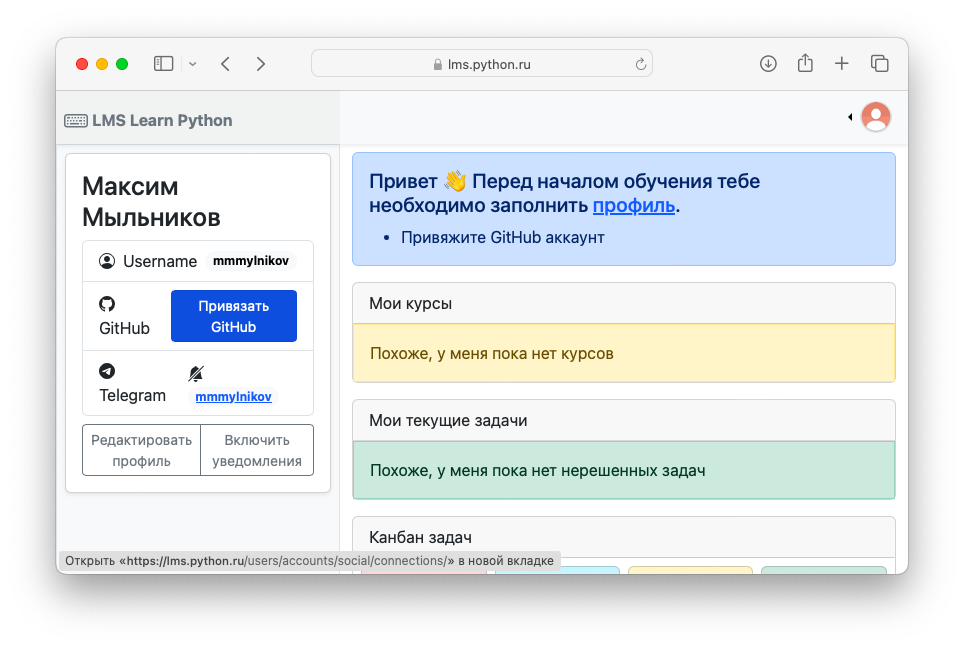 lms.python.ru
LMS Learn Python
Максим
Мыльников
Username mmmylnikov
GitHub
Привязать
GitHub
Telegram
mmmylnikov
Редактировать
профиль
Включить
уведомления
Привет 👋 Перед началом обучения тебе
необходимо заполнить профиль.
• Привяжите GitHub аккаунт
Мои курсы
Похоже, у меня пока нет курсов
Мои текущие задачи
Похоже, у меня пока нет нерешенных задач
Канбан задач
Открыть «https://lms.python.ru/users/accounts/social/connections/» в новой вкладке